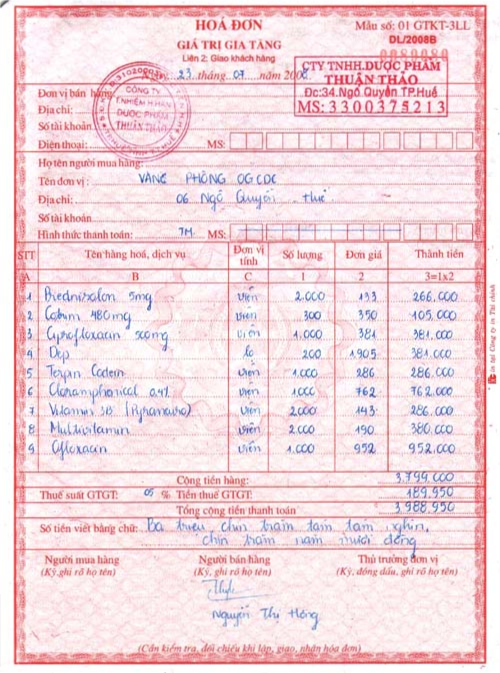 HOÁ ĐƠN
GIÁ TRỊ GIA TĂNG
Liên 2: Giao khách hàng
Mẫu số: 01 GTKT-3LL
DL/2008B
0080080
Ngày 23 tháng 07 năm 2008
CTY TNHH.DƯỢC PHẨM
THUẬN THẢO
Đc:34.Ngô Quyền TP.Huế
MS: 3300375213
CÔNG TY
T.NHIỆM H.HẠN
DƯỢC PHẨM
THUẬN THẢO
Đơn vị bán hàng
Địa chỉ:
Số tài khoản
Điện thoại: MS:
Họ tên người mua hàng:
Tên đơn vị: VĂNG PHÒNG OGCDC
Địa chỉ: 06 Ngô Quyền Huế
Số tài khoản
Hình thức thanh toán: TM. MS:
STT Tên hàng hoá, dịch vụ Đơn vị tính Số lượng Đơn giá Thành tiền
A B C 1 2 3=1x2
1 Prednisolon 5mg viên 2.000 133 266.000
2 Cotrim 480mg viên 300 350 105.000
3 Ciprofloxacin 500mg viên 1.000 381 381.000
4 Dep lọ 200 1905 381.000
5 Terpin Codein viên 1.000 286 286.000
6 Cloramphenical 0,4% viên 1.000 762 762.000
7 Vitamin 3B viên 2.000 143 286.000
8 Multivitamin viên 2.000 190 380.000
9 Ofloxacin viên 1.000 952 952.000
Cộng tiền hàng: 3.799.000
Thuế suất GTGT: 05 % Tiền thuế GTGT: 189.950
Tổng cộng tiền thanh toán 3.988.950
Số tiền viết bằng chữ: Ba triệu, chín trăm tám tám nghìn,
chín trăm năm mươi đồng
Người mua hàng Người bán hàng Thủ trưởng đơn vị
(Ký, ghi rõ họ tên) (Ký, ghi rõ họ tên) (Ký, đóng dấu, ghi rõ họ tên)
Nguyễn Thị Hồng
(Cần kiểm tra, đối chiếu khi lập, giao, nhận hóa đơn)
In tại Công ty in Tài chính